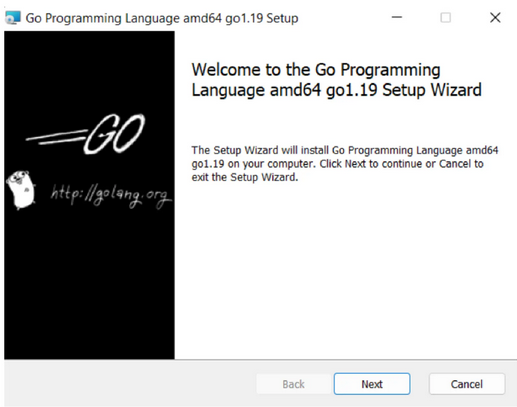 Go Programming Language amd64 go1.19 Setup
Welcome to the Go Programming
Language amd64 go1.19 Setup Wizard
GO
The Setup Wizard will install Go Programming Language amd64
go1.19 on your computer. Click Next to continue or Cancel to
exit the Setup Wizard.
http://golang.org
Back
Next
Cancel